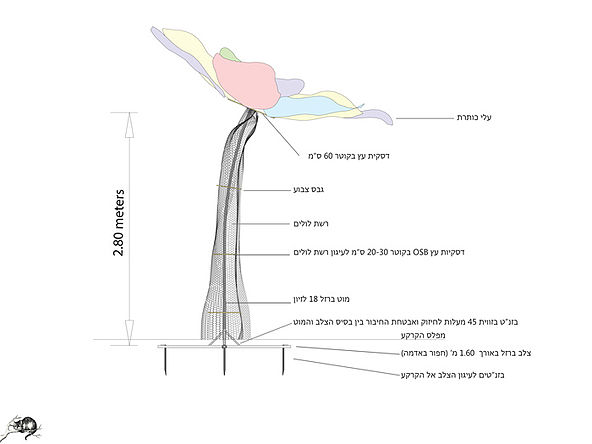 עלי כותרת
דסקית עץ בקוטר 60 ס"מ
2.80 meters
גבס צבוע
רשת לולים
דסקיות עץ OSB בקוטר 20-30 ס"מ לעיגון רשת לולים
מוט ברזל 18 לזיון
בזנ"ט בזווית 45 מעלות לחיזוק ואבטחת החיבור בין בסיס הצלב והמוט
מפלס הקרקע
צלב ברזל באורך 1.60 מ' (חפור באדמה)
בזנ"טים לעיגון הצלב אל הקרקע